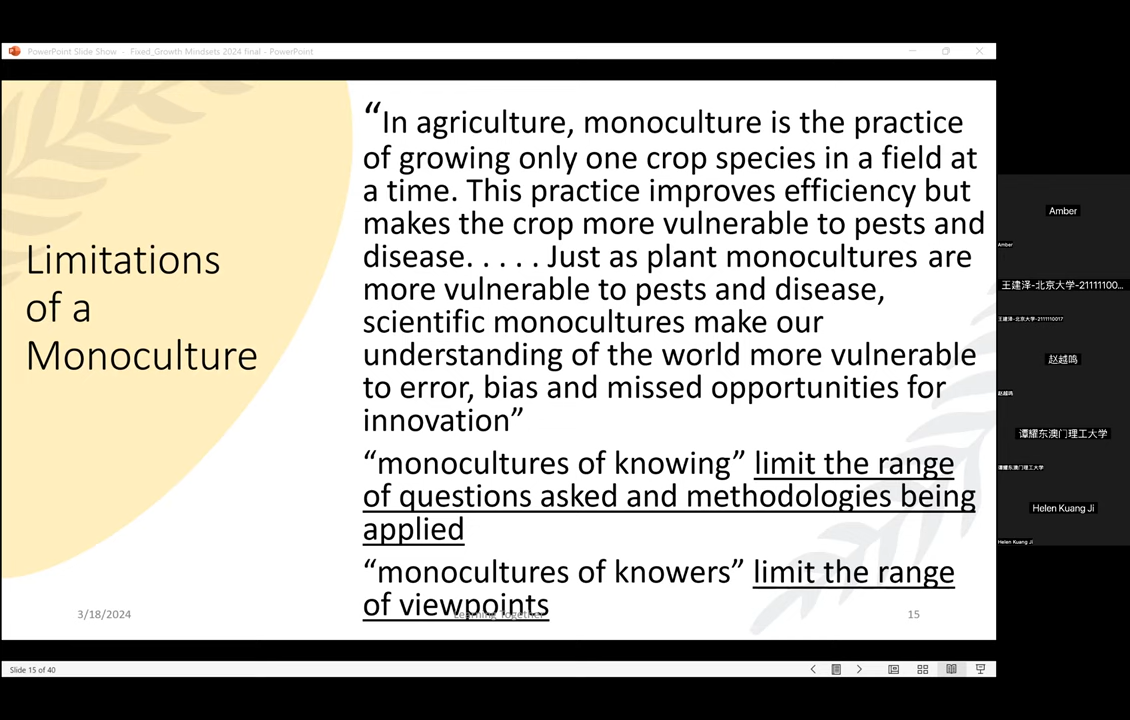 PowerPoint Slide Show - Fixed_Growth Mindsets 2024 final - PowerPoint
Limitations
of a
Monoculture
“In agriculture, monoculture is the practice
of growing only one crop species in a field at
a time. This practice improves efficiency but
makes the crop more vulnerable to pests and
disease. . . . . Just as plant monocultures are
more vulnerable to pests and disease,
scientific monocultures make our
understanding of the world more vulnerable
to error, bias and missed opportunities for
innovation”
“monocultures of knowing” limit the range
of questions asked and methodologies being
applied
“monocultures of knowers” limit the range
of viewpoints
3/18/2024
Learning Together
15
Slide 15 of 40
Amber
Amber
王建泽-北京大学-21111100...
王建泽-北京大学-2111110017
赵越鸣
赵越鸣
谭耀东澳门理工大学
谭耀东澳门理工大学
Helen Kuang Ji
Helen Kuang Ji